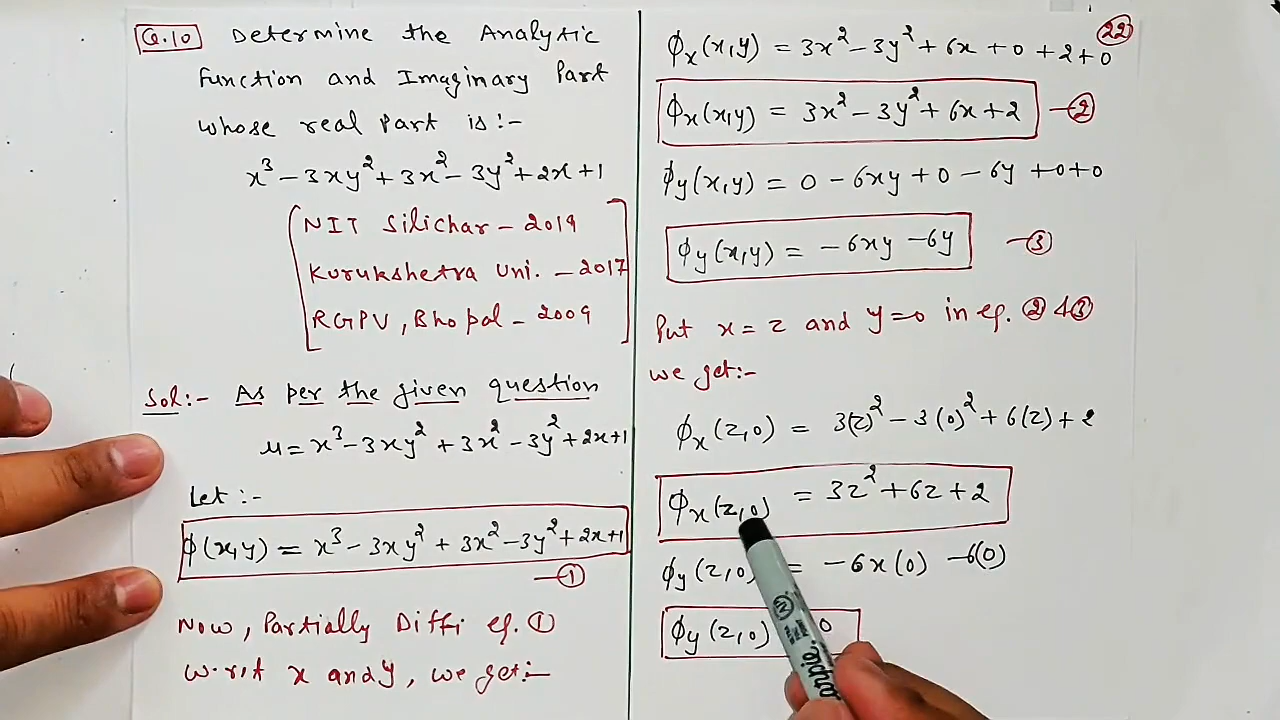 Q.10 Determine the Analytic
function and Imaginary Part
whose real part is:-
x³ - 3xy² + 3x² - 3y² + 2x + 1
[NIT Silichar - 2019
Kurukshetra Uni. - 2017
RGPV, Bhopal - 2009]
Sol:- As per the given question
u = x³ - 3xy² + 3x² - 3y² + 2x + 1
Let :-
ϕ(x,y) = x³ - 3xy² + 3x² - 3y² + 2x + 1
—①
Now, Partially Diffi eq. ①
w.r.t x and y, we get:-
㉒
ϕx(x,y) = 3x² - 3y² + 6x + 0 + 2 + 0
ϕx(x,y) = 3x² - 3y² + 6x + 2 —②
ϕy(x,y) = 0 - 6xy + 0 - 6y + 0 + 0
ϕy(x,y) = - 6xy - 6y —③
Put x = z and y = 0 in eq. ② & ③
we get:-
ϕx(z,0) = 3(z)² - 3(0)² + 6(z) + 2
ϕx(z,0) = 3z² + 6z + 2
ϕy(z,0) = - 6x(0) - 6(0)
ϕy(z,0) 0